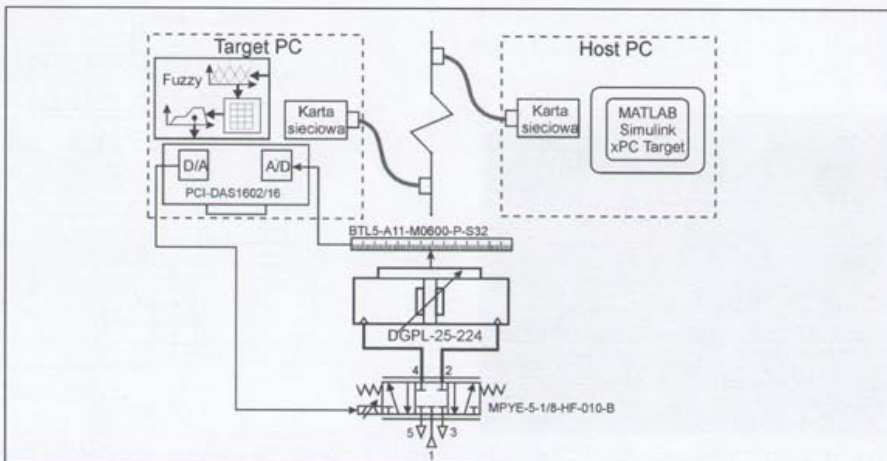 Target PC
Host PC
Fuzzy
Karta
sieciowa
Karta
sieciowa
MATLAB
Simulink
xPC Target
D/A
A/D
PCI-DAS1602/16
BTL5-A11-M0600-P-S32
DGPL-25-224
4
2
MPYE-5-1/8-HF-010-B
5
3
1